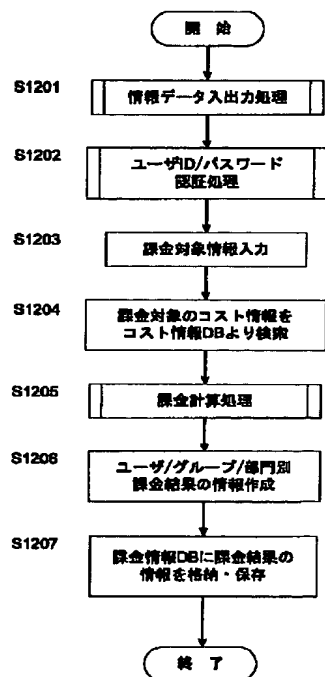 開 始
S1201
情報データ入出力処理
S1202
ユーザID/パスワード
認証処理
S1203
課金対象情報入力
S1204
課金対象のコスト情報を
コスト情報DBより検索
S1205
課金計算処理
S1206
ユーザ/グループ/部門別
課金結果の情報作成
S1207
課金情報DBに課金結果の
情報を格納・保存
終 了